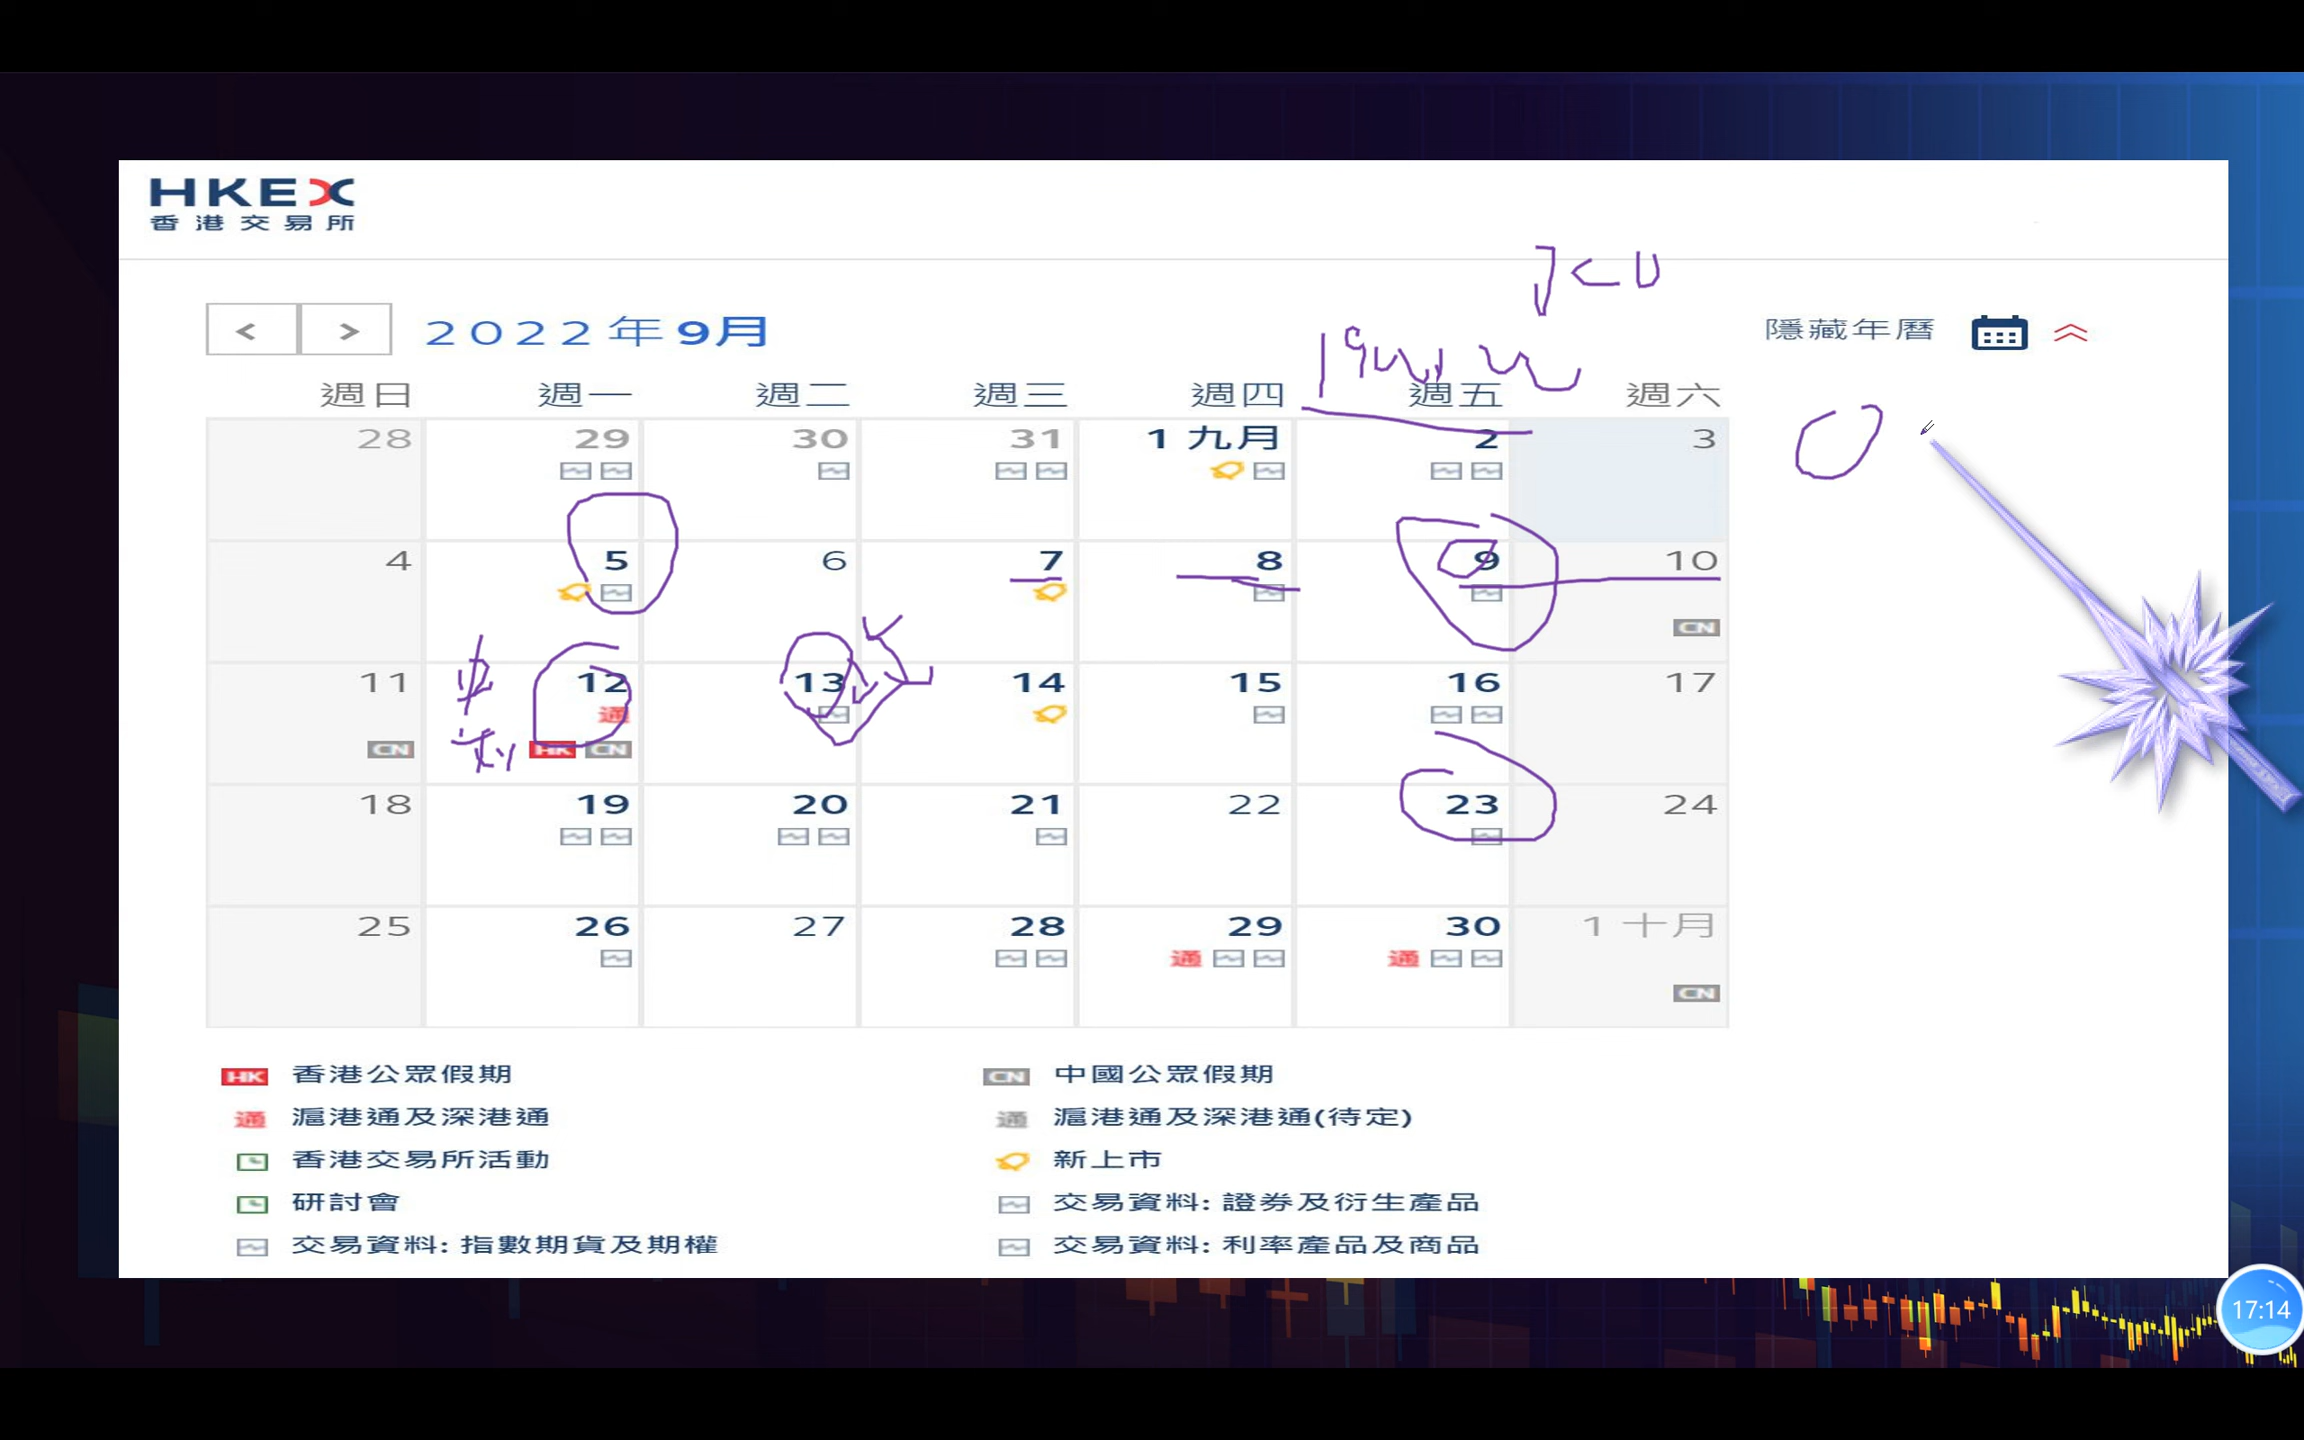 HKEX
香港交易所
< > 2022年9月 隱藏年曆
週日 週一 週二 週三 週四 週五 週六
28 29 30 31 1 九月 2 3
4 5 6 7 8 9 10
CN
11 12 13 14 15 16 17
通
CN HK CN
18 19 20 21 22 23 24
25 26 27 28 29 30 1 十月
通 通
CN
HK 香港公眾假期 CN 中國公眾假期
通 滬港通及深港通 通 滬港通及深港通(待定)
香港交易所活動 新上市
研討會 交易資料: 證券及衍生產品
交易資料: 指數期貨及期權 交易資料: 利率產品及商品
17:14